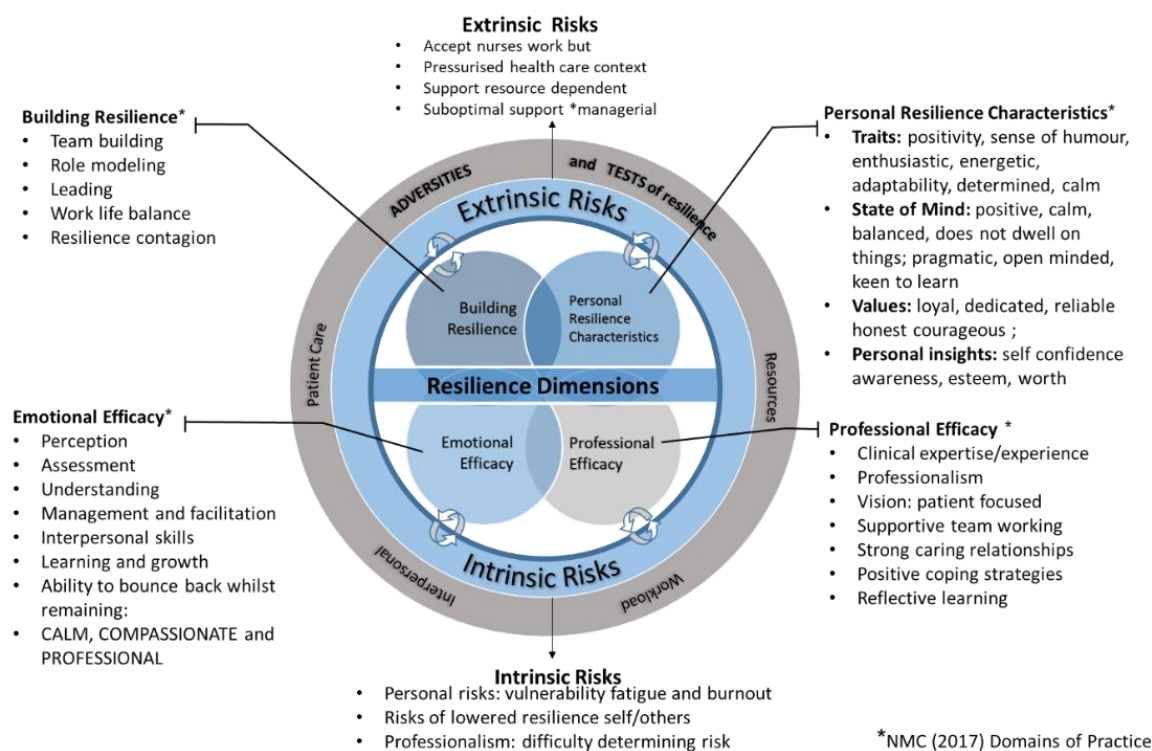 Extrinsic Risks
• Accept nurses work but
• Pressurised health care context
• Support resource dependent
• Suboptimal support *managerial
Building Resilience*
• Team building
• Role modeling
• Leading
• Work life balance
• Resilience contagion
Personal Resilience Characteristics*
• Traits: positivity, sense of humour,
enthusiastic, energetic,
adaptability, determined, calm
• State of Mind: positive, calm,
balanced, does not dwell on
things; pragmatic, open minded,
keen to learn
• Values: loyal, dedicated, reliable
honest courageous ;
• Personal insights: self confidence
awareness, esteem, worth
ADVERSITIES and TESTS of resilience
Extrinsic Risks
Building
Resilience
Personal
Resilience
Characteristics
Patient Care
Resources
Resilience Dimensions
Emotional
Efficacy
Professional
Efficacy
Intrinsic Risks
Interpersonal
Workload
Emotional Efficacy*
• Perception
• Assessment
• Understanding
• Management and facilitation
• Interpersonal skills
• Learning and growth
• Ability to bounce back whilst
remaining:
• CALM, COMPASSIONATE and
PROFESSIONAL
Professional Efficacy *
• Clinical expertise/experience
• Professionalism
• Vision: patient focused
• Supportive team working
• Strong caring relationships
• Positive coping strategies
• Reflective learning
Intrinsic Risks
• Personal risks: vulnerability fatigue and burnout
• Risks of lowered resilience self/others
• Professionalism: difficulty determining risk
*NMC (2017) Domains of Practice